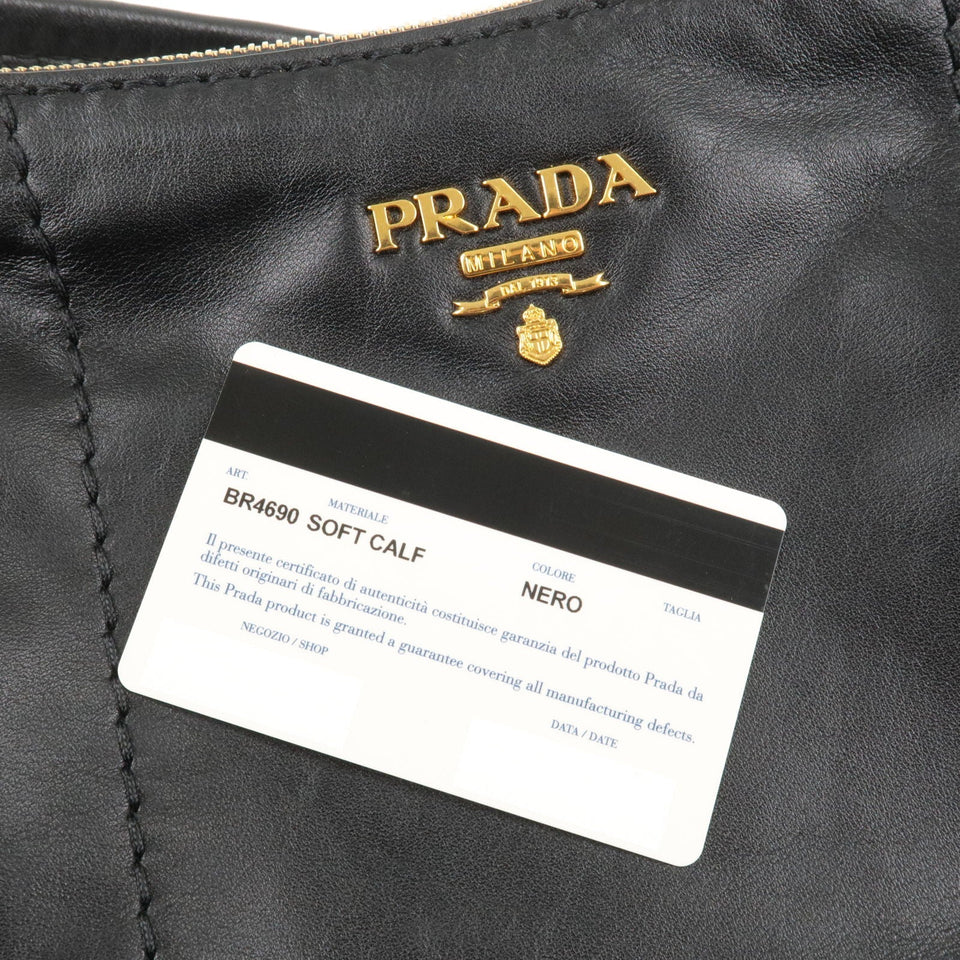 PRADA
MILANO
DAL 1913
ART.
MATERIALE
COLORE
TAGLIA
BR4690 SOFT CALF
NERO
Il presente certificato di autenticità costituisce garanzia del prodotto Prada da
difetti originari di fabbricazione.
This Prada product is granted a guarantee covering all manufacturing defects.
NEGOZIO / SHOP
DATA / DATE